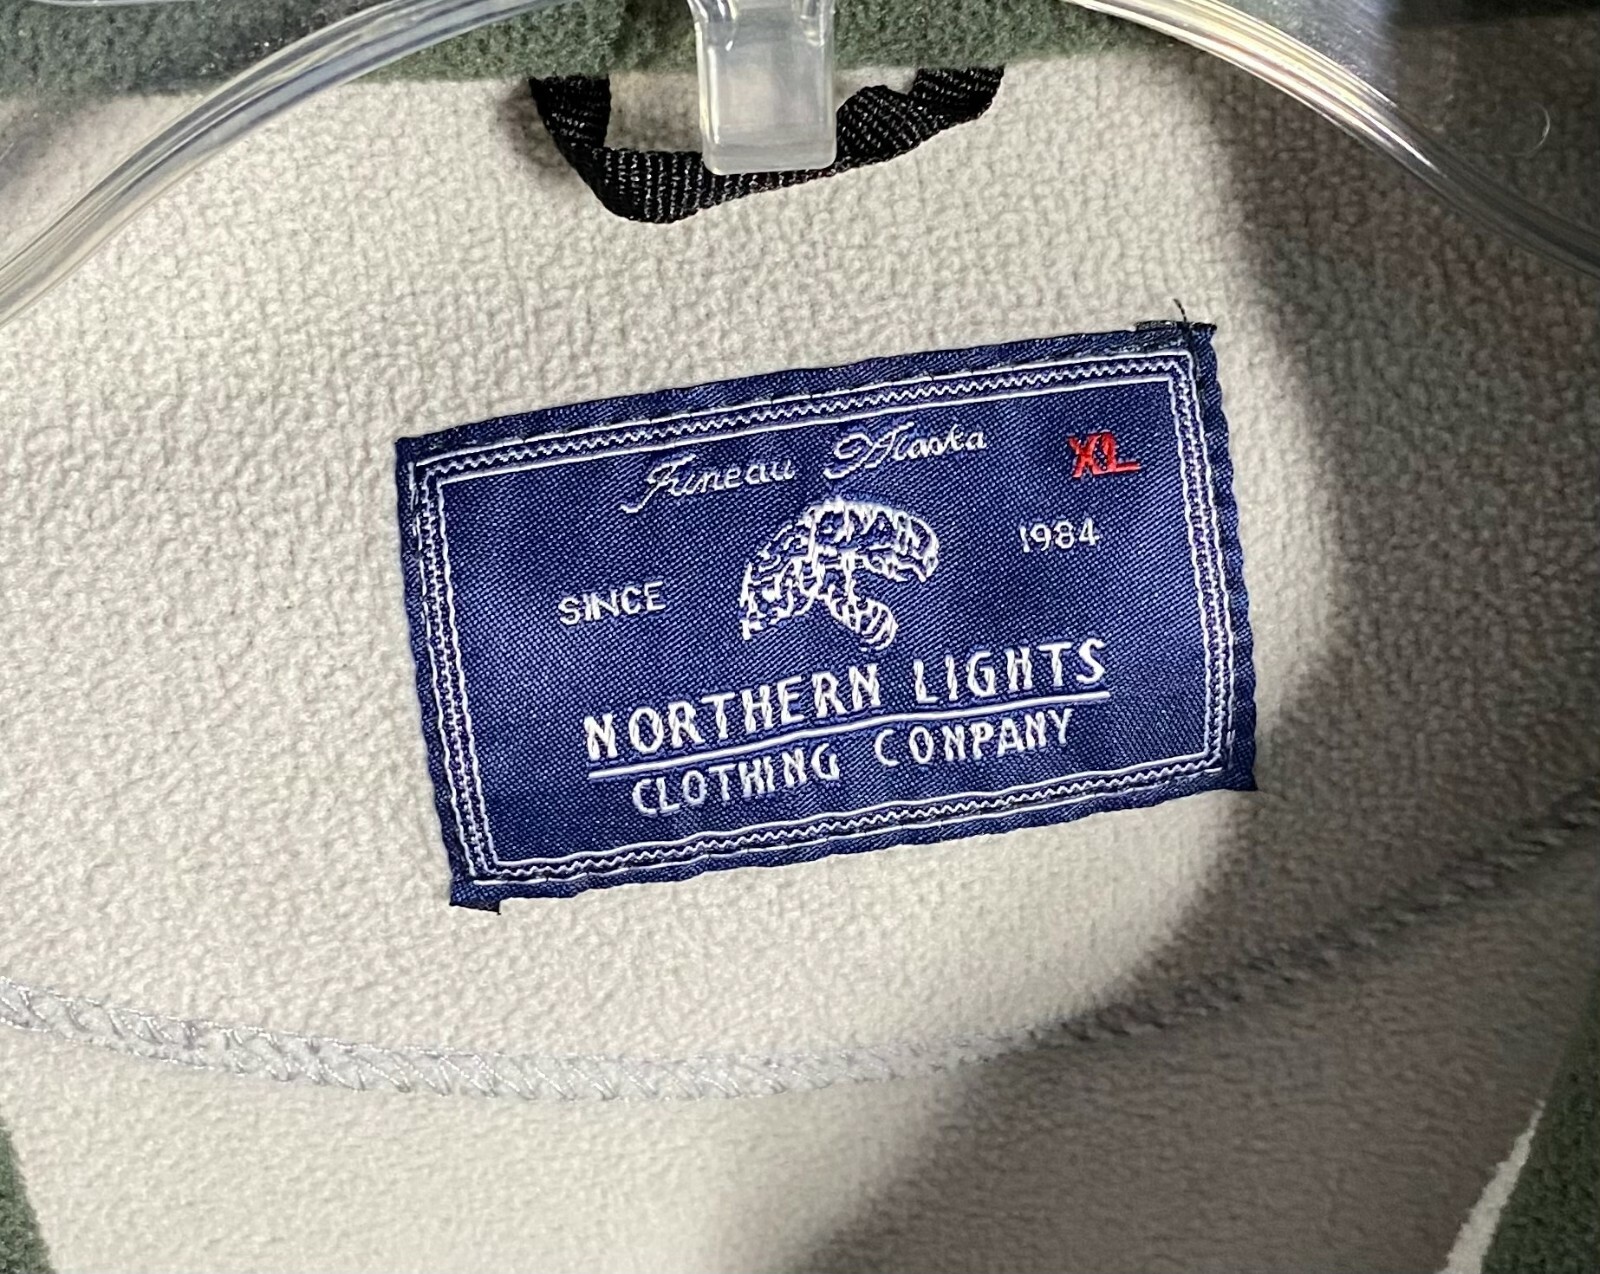 Juneau Alaska
XL
SINCE 1984
NORTHERN LIGHTS
CLOTHING COMPANY